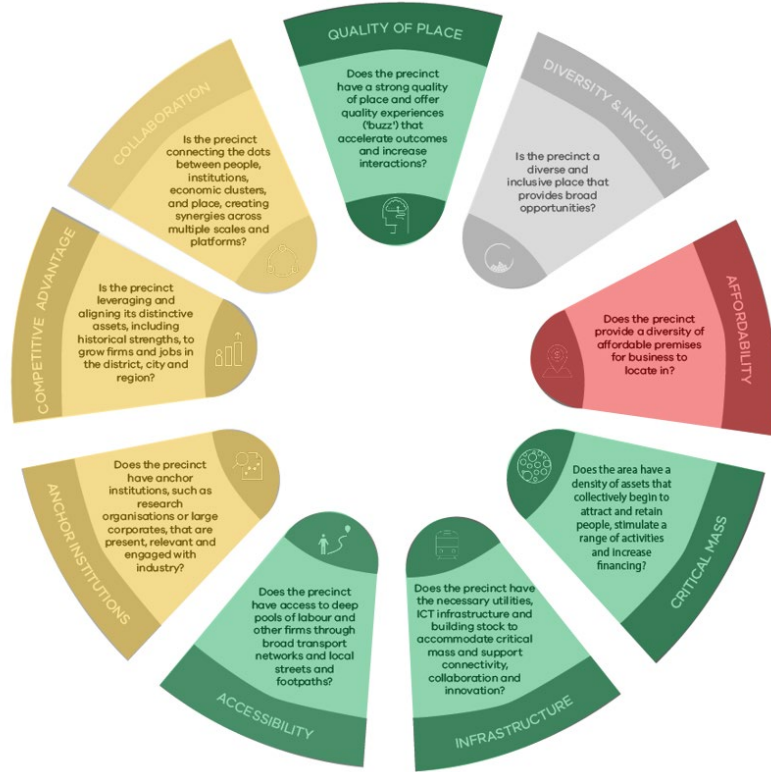 QUALITY OF PLACE
Does the precinct
have a strong quality
of place and offer
quality experiences
('buzz') that
accelerate outcomes
and increase
interactions?
DIVERSITY & INCLUSION
Is the precinct a
diverse and
inclusive place that
provides broad
opportunities?
AFFORDABILITY
Does the precinct
provide a diversity of
affordable premises
for business to
locate in?
CRITICAL MASS
Does the area have a
density of assets that
collectively begin to
attract and retain
people, stimulate a
range of activities
and increase
financing?
INFRASTRUCTURE
Does the precinct have
the necessary utilities,
ICT infrastructure and
building stock to
accommodate critical
mass and support
connectivity,
collaboration and
innovation?
ACCESSIBILITY
Does the precinct
have access to deep
pools of labour and
other firms through
broad transport
networks and local
streets and
footpaths?
ANCHOR INSTITUTIONS
Does the precinct
have anchor
institutions, such as
research
organisations or large
corporates, that are
present, relevant and
engaged with
industry?
COMPETITIVE ADVANTAGE
Is the precinct
leveraging and
aligning its distinctive
assets, including
historical strengths, to
grow firms and jobs in
the district, city and
region?
COLLABORATION
Is the precinct
connecting the dots
between people,
institutions,
economic clusters,
and place, creating
synergies across
multiple scales and
platforms?